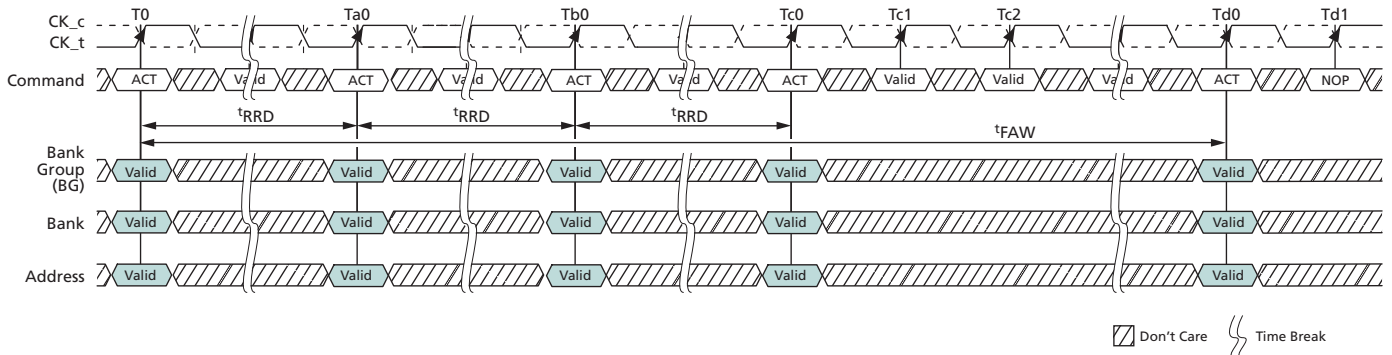 T0 Ta0 Tb0 Tc0 Tc1 Tc2 Td0 Td1
CK_c
CK_t
Command ACT Valid ACT Valid ACT Valid ACT Valid Valid Valid ACT NOP
tRRD tRRD tRRD
tFAW
Bank
Group
(BG)
Valid Valid Valid Valid Valid
Bank Valid Valid Valid Valid Valid
Address Valid Valid Valid Valid Valid
Don't Care Time Break